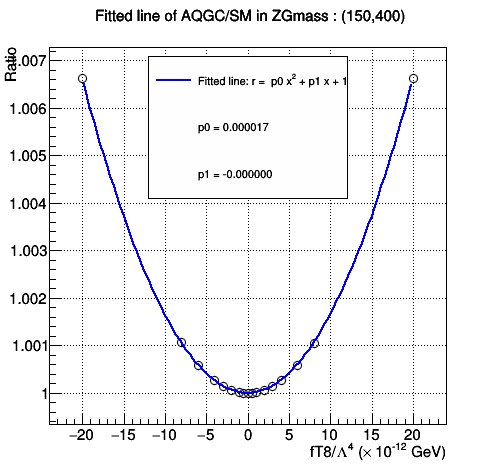 Fitted line of AQGC/SM in ZGmass : (150,400)
Ratio
1.007
1.006
1.005
1.004
1.003
1.002
1.001
1
Fitted line: r = p0 x² + p1 x + 1
p0 = 0.000017
p1 = -0.000000
−20 −15 −10 −5 0 5 10 15 20
fT8/Λ⁴ (× 10⁻¹² GeV)